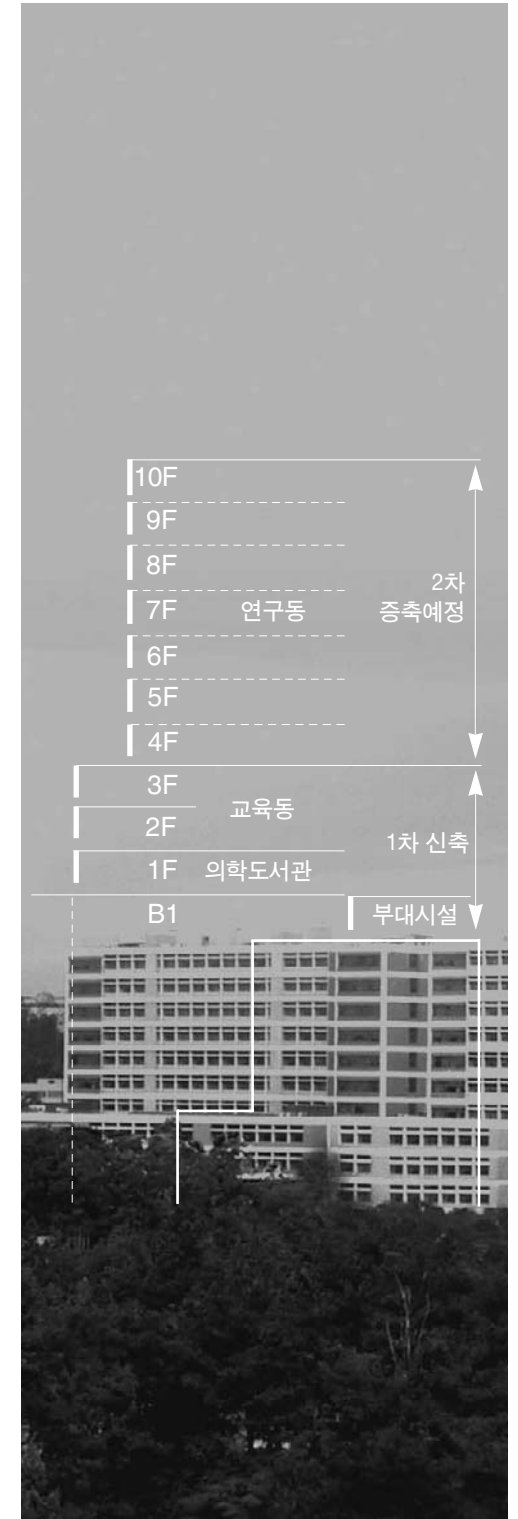 10F
9F
8F
2차
7F 연구동 증축예정
6F
5F
4F
3F
교육동
2F
1차 신축
1F 의학도서관
B1 부대시설